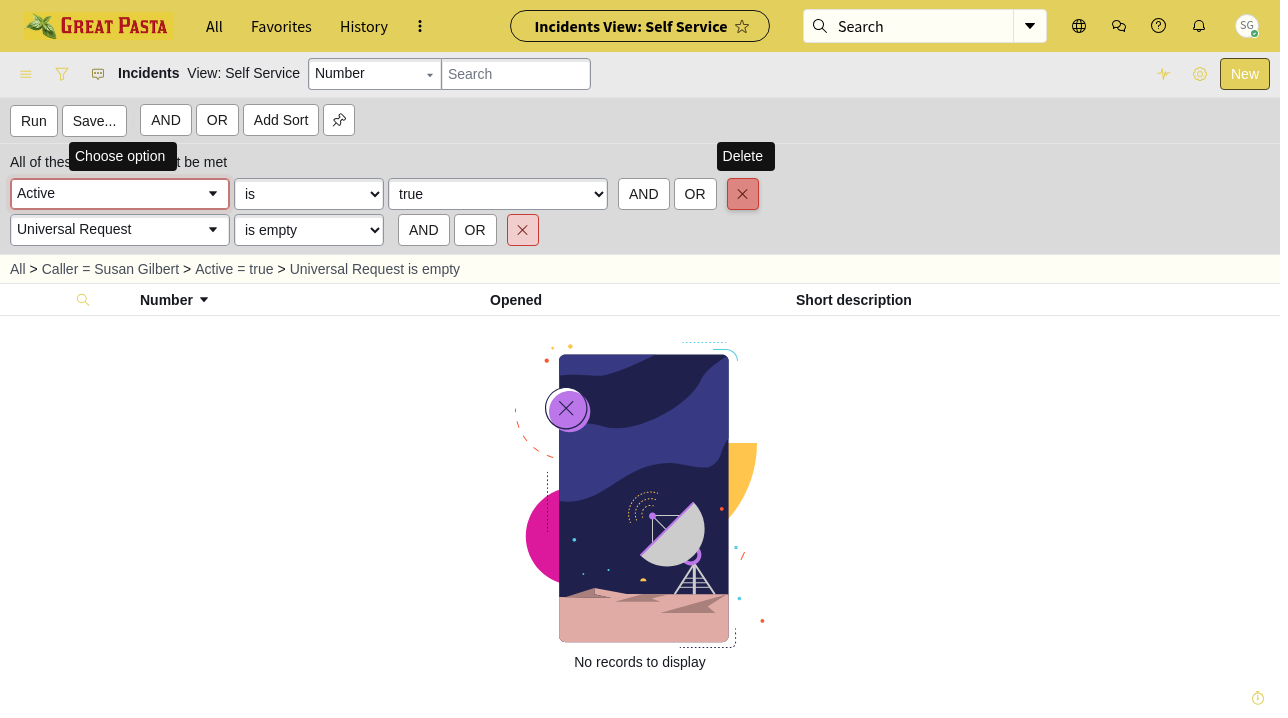 GREAT PASTA All Favorites History Incidents View: Self Service Search SG
Incidents View: Self Service Number Search New
Run Save... AND OR Add Sort
All of thes Choose option t be met Delete
Active is true AND OR
Universal Request is empty AND OR
All > Caller = Susan Gilbert > Active = true > Universal Request is empty
Number Opened Short description
No records to display